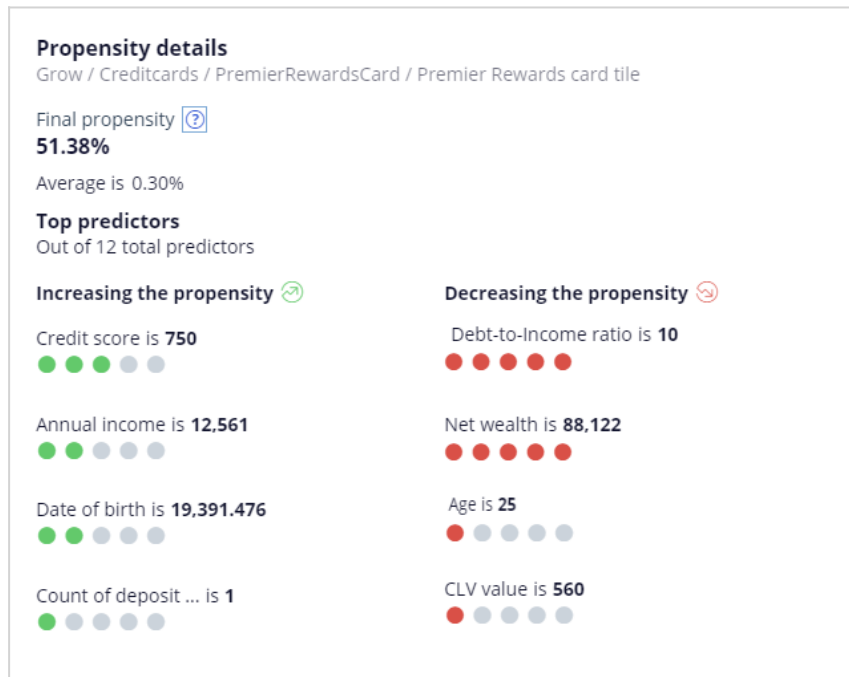 Propensity details
Grow / Creditcards / PremierRewardsCard / Premier Rewards card tile
Final propensity ?
51.38%
Average is 0.30%
Top predictors
Out of 12 total predictors
Increasing the propensity
Decreasing the propensity
Credit score is 750
Debt-to-Income ratio is 10
Annual income is 12,561
Net wealth is 88,122
Date of birth is 19,391.476
Age is 25
Count of deposit ... is 1
CLV value is 560